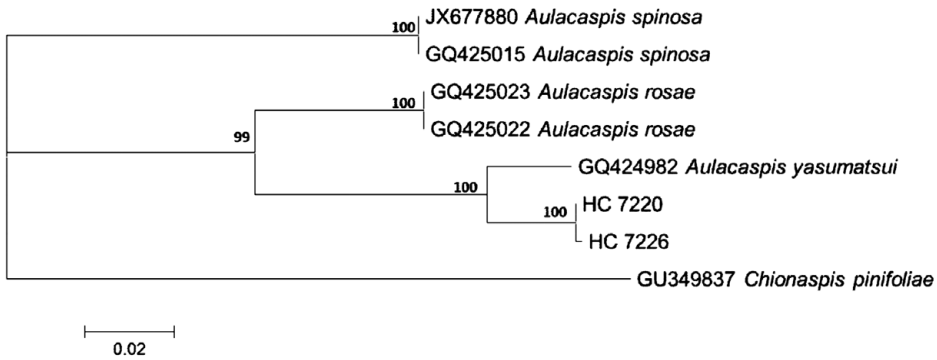 JX677880 Aulacaspis spinosa
100
GQ425015 Aulacaspis spinosa
GQ425023 Aulacaspis rosae
100
GQ425022 Aulacaspis rosae
99
GQ424982 Aulacaspis yasumatsui
100
HC 7220
100
HC 7226
GU349837 Chionaspis pinifoliae
0.02